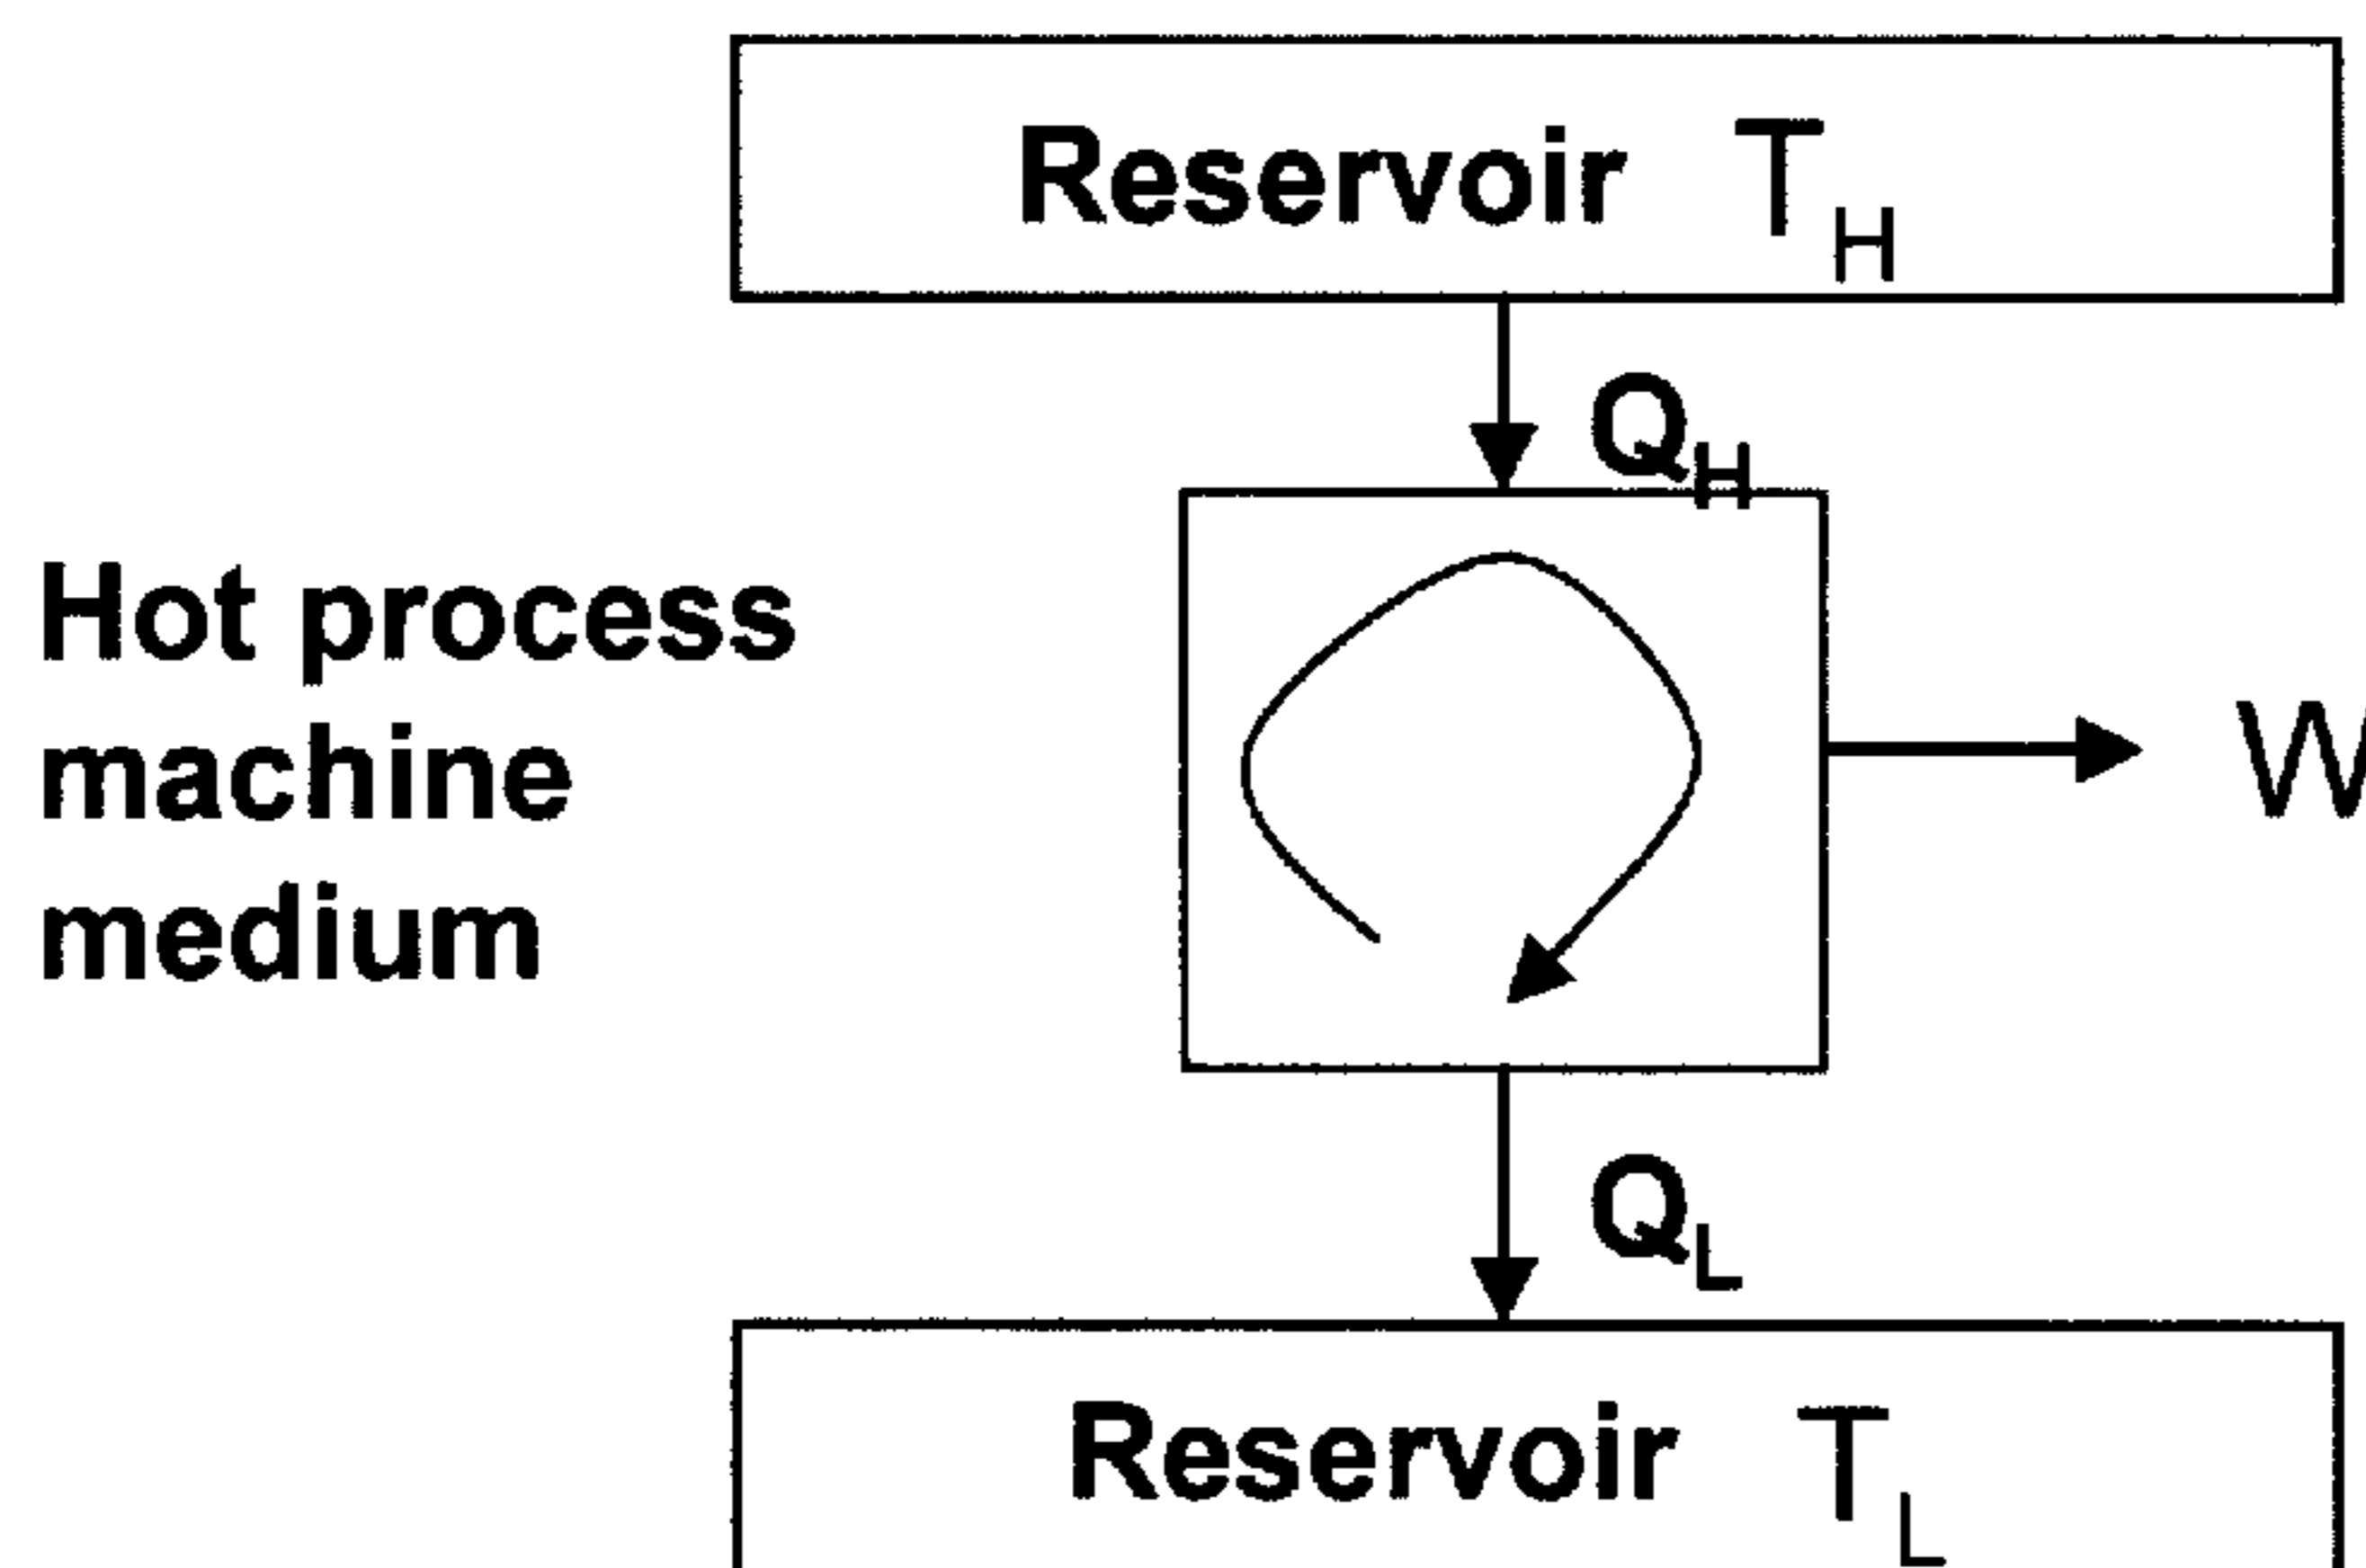 Reservoir T_H
Q_H
Hot process
machine
medium
W
Q_L
Reservoir T_L